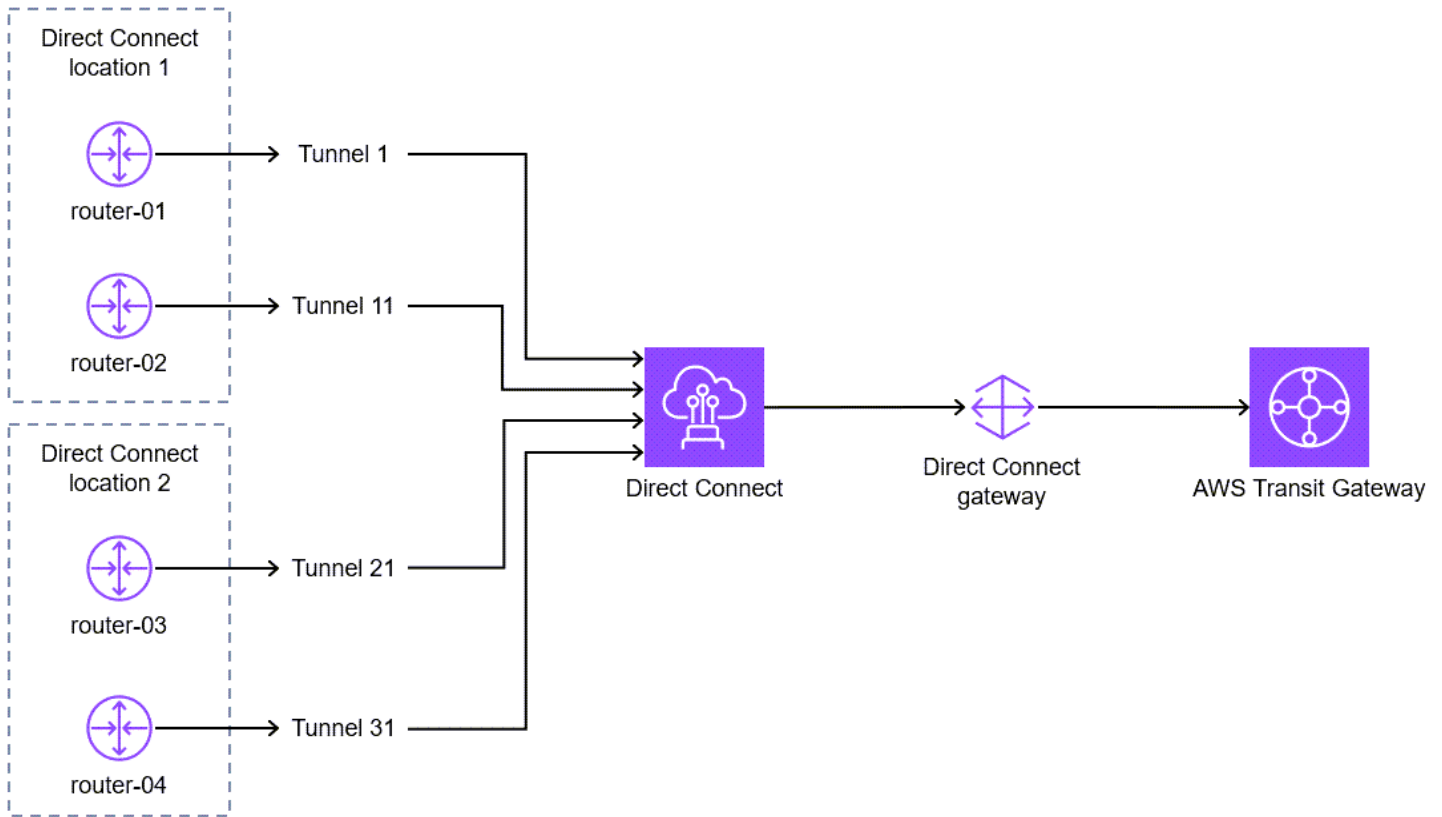 Direct Connect
location 1
router-01
Tunnel 1
router-02
Tunnel 11
Direct Connect
location 2
router-03
Tunnel 21
router-04
Tunnel 31
Direct Connect
Direct Connect
gateway
AWS Transit Gateway